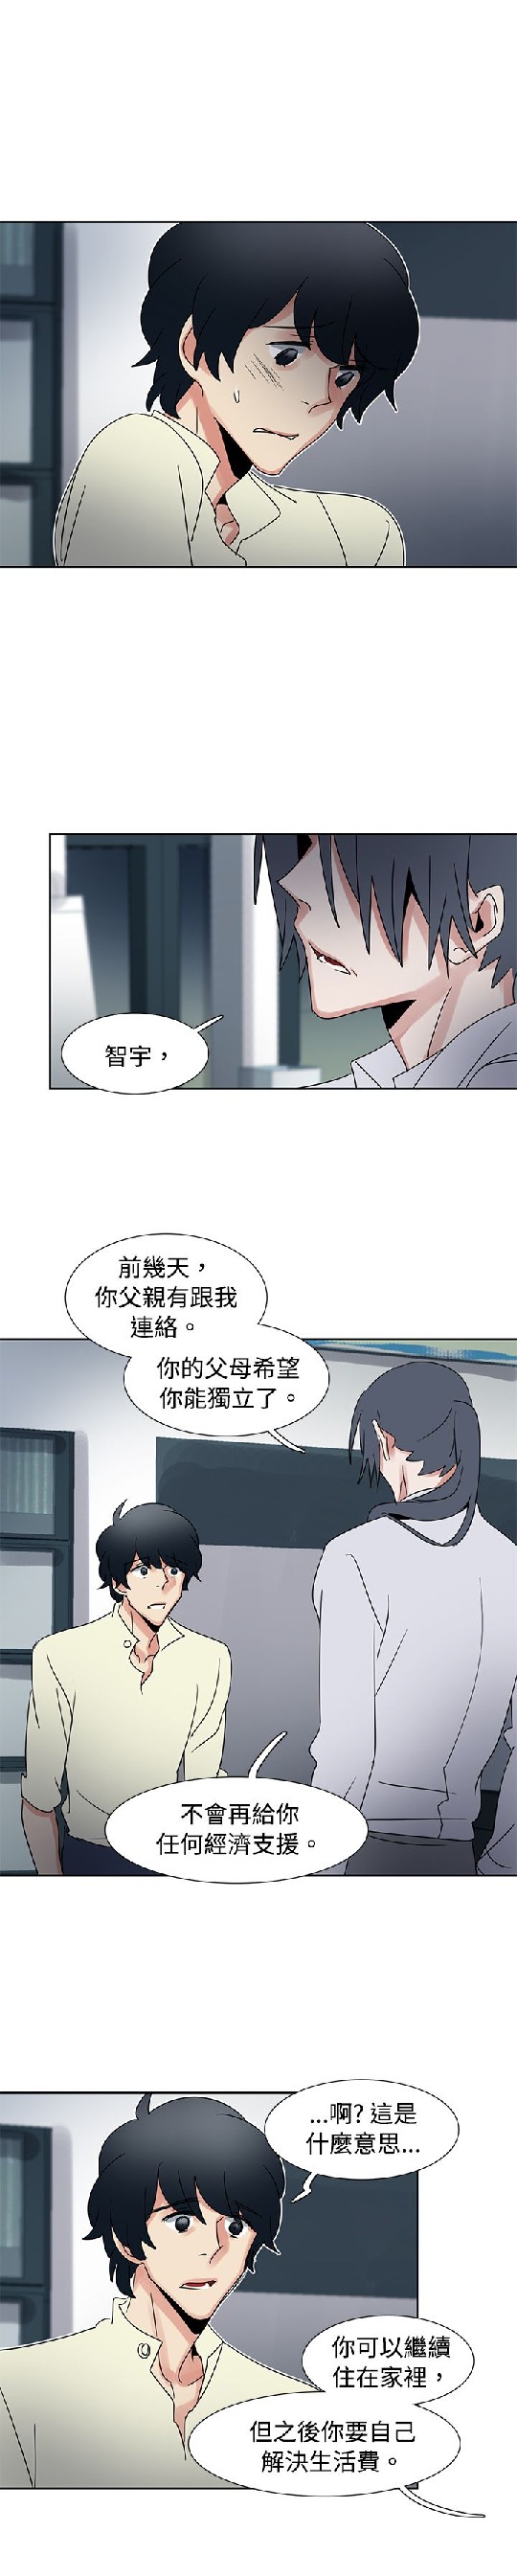 智宇，
前幾天，
你父親有跟我
連絡。
你的父母希望
你能獨立了。
不會再給你
任何經濟支援。
...啊? 這是
什麼意思...
你可以繼續
住在家裡，
但之後你要自己
解決生活費。